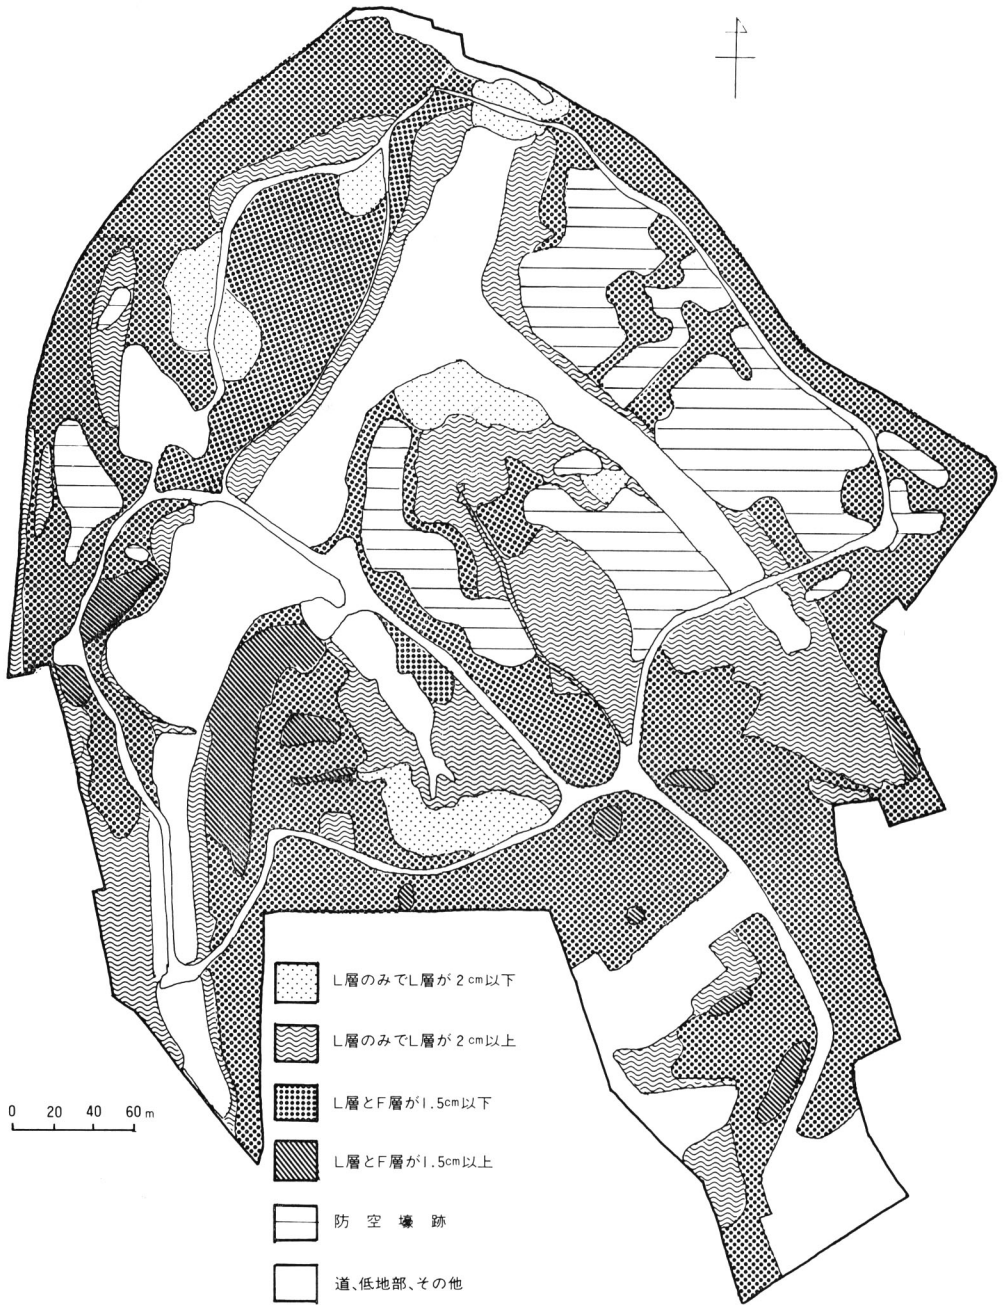 L層のみでL層が2cm以下
L層のみでL層が2cm以上
L層とF層が1.5cm以下
L層とF層が1.5cm以上
防空壕跡
道、低地部、その他
0 20 40 60m